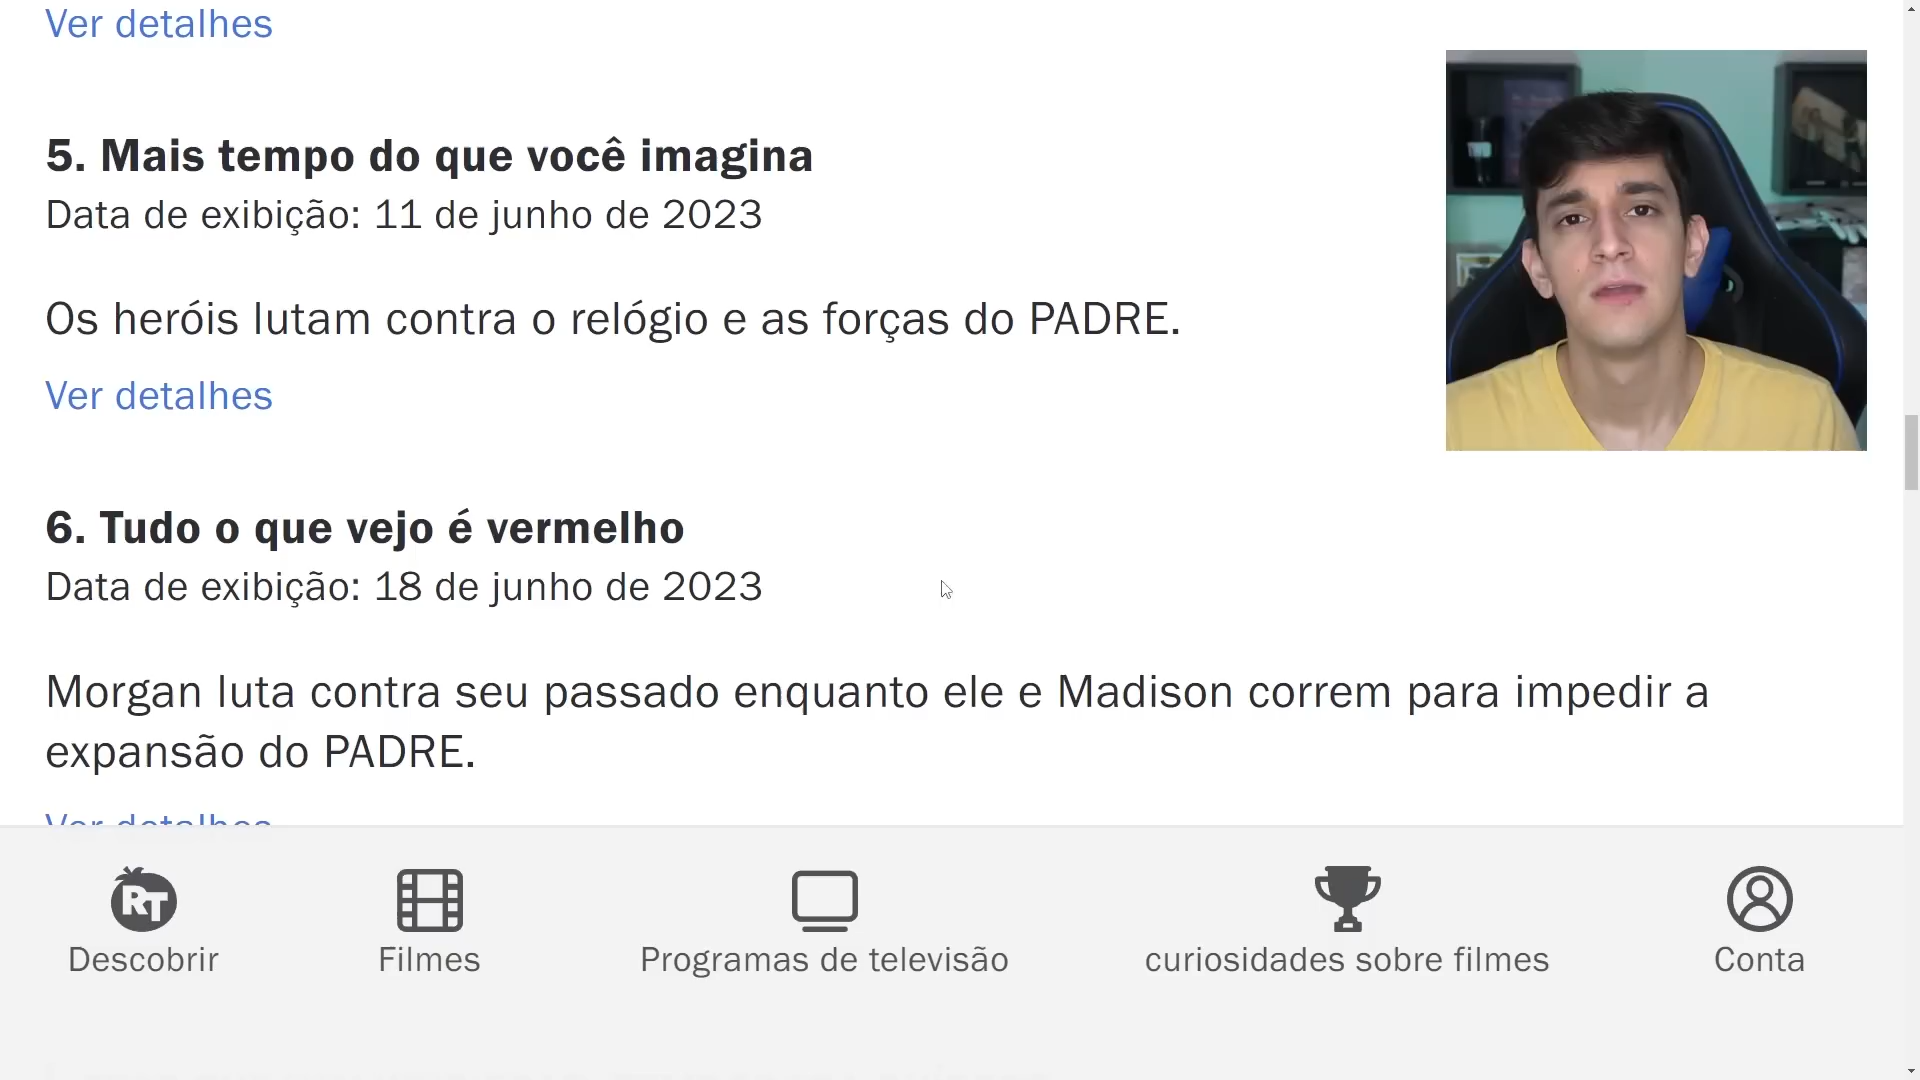 Ver detalhes
5. Mais tempo do que você imagina
Data de exibição: 11 de junho de 2023
Os heróis lutam contra o relógio e as forças do PADRE.
Ver detalhes
6. Tudo o que vejo é vermelho
Data de exibição: 18 de junho de 2023
Morgan luta contra seu passado enquanto ele e Madison correm para impedir a
expansão do PADRE.
Ver detalhes
RT
Descobrir
Filmes
Programas de televisão
curiosidades sobre filmes
Conta